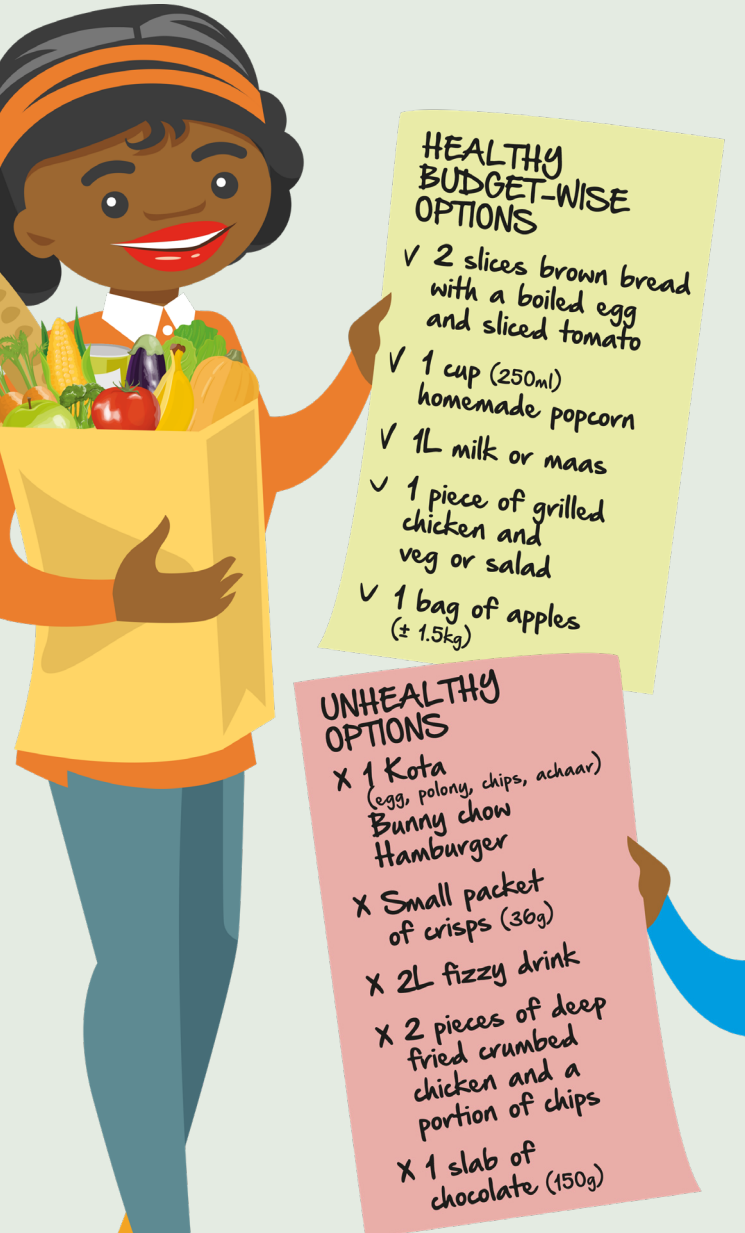 HEALTHY
BUDGET-WISE
OPTIONS
✓ 2 slices brown bread
with a boiled egg
and sliced tomato
✓ 1 cup (250ml)
homemade popcorn
✓ 1L milk or maas
✓ 1 piece of grilled
chicken and
veg or salad
✓ 1 bag of apples
(± 1.5kg)
UNHEALTHY
OPTIONS
X 1 Kota
(egg, polony, chips, achaar)
Bunny chow
Hamburger
X Small packet
of crisps (36g)
X 2L fizzy drink
X 2 pieces of deep
fried crumbed
chicken and a
portion of chips
X 1 slab of
chocolate (150g)